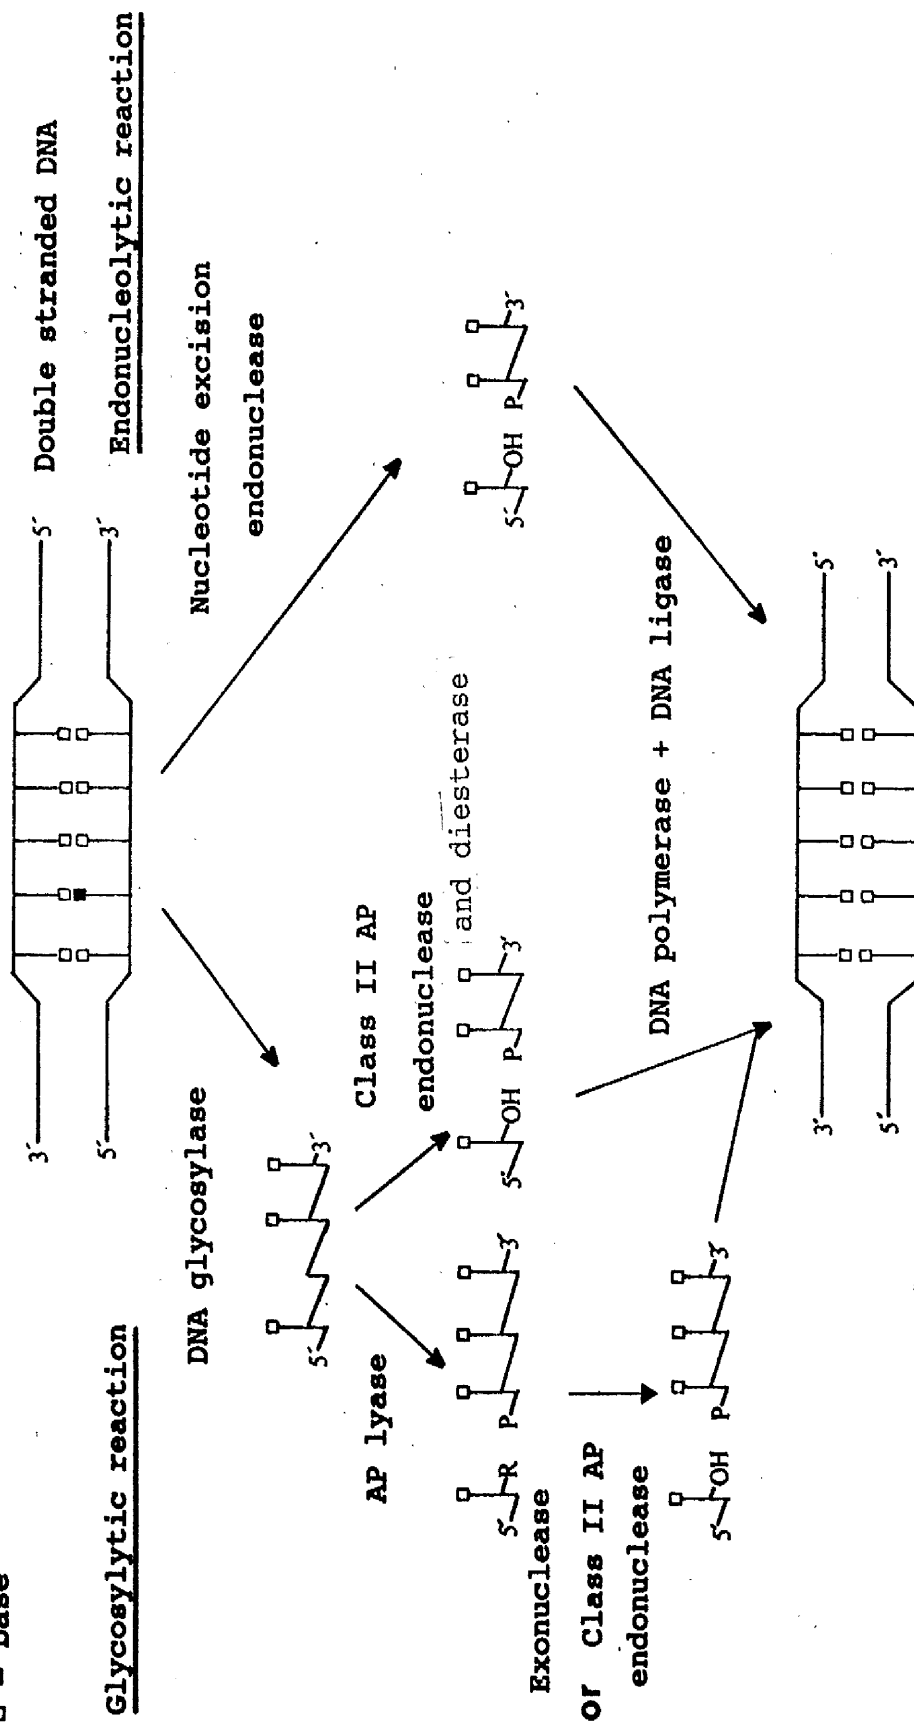 □ = Base
Glycosylytic reaction
Endonucleolytic reaction
3´ 5´ Double stranded DNA
5´ 3´
DNA glycosylase
Nucleotide excision
endonuclease
5´ 3´
AP lyase
Class II AP
endonuclease and diesterase
5´ R P 3´
5´ OH P 3´
5´ OH P 3´
Exonuclease
or Class II AP
endonuclease
5´ OH P 3´
DNA polymerase + DNA ligase
3´ 5´
5´ 3´